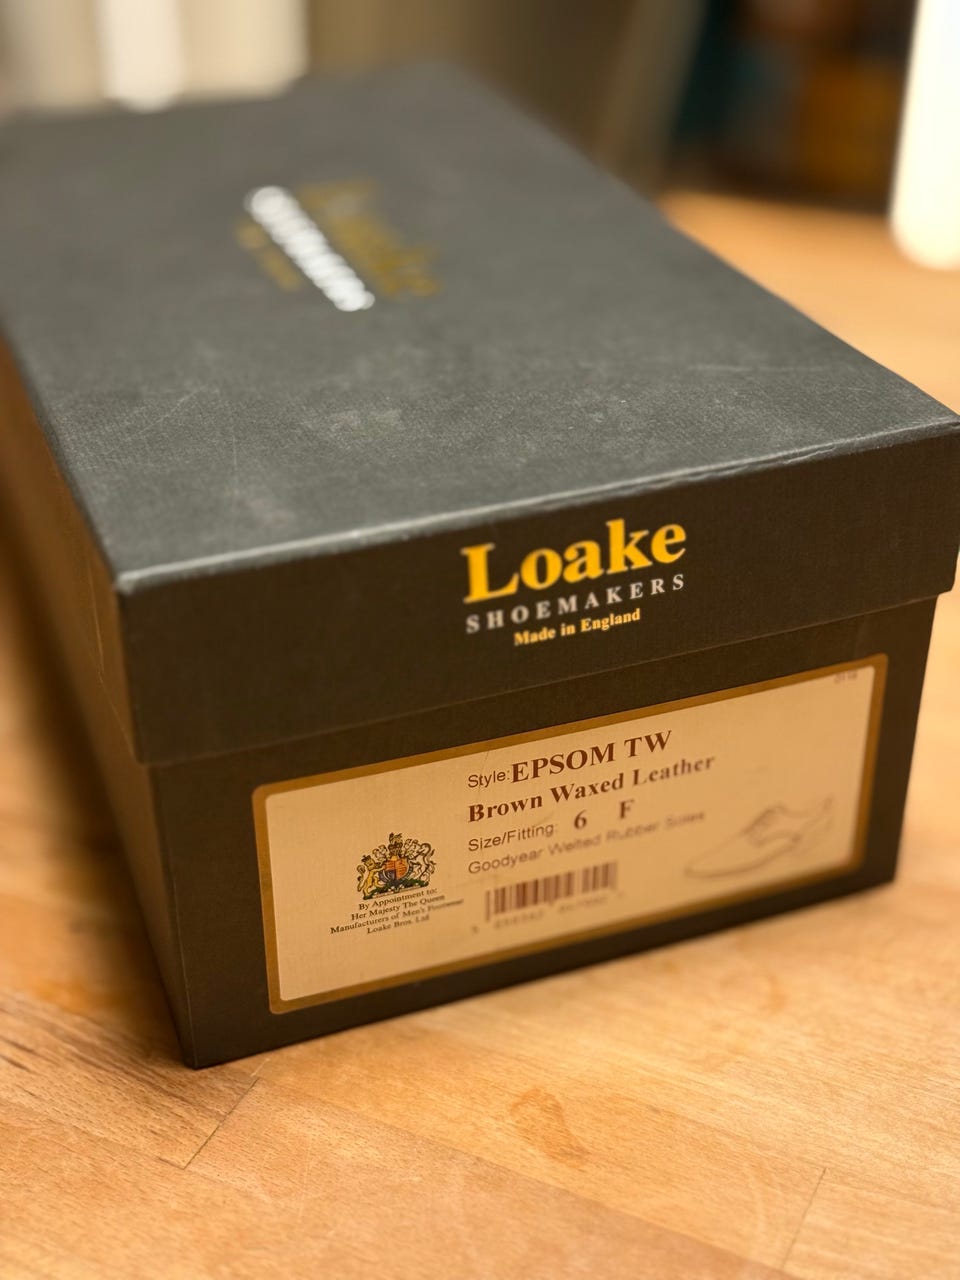 Loake
SHOEMAKERS
Made in England
Style:EPSOM TW
Brown Waxed Leather
Size/Fitting: 6 F
Goodyear Welted Rubber Soles
By Appointment to:
Her Majesty The Queen
Manufacturers of Men's Footwear
Loake Bros. Ltd